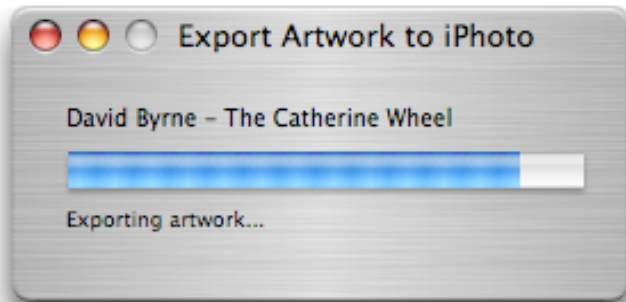 Export Artwork to iPhoto
David Byrne – The Catherine Wheel
Exporting artwork...